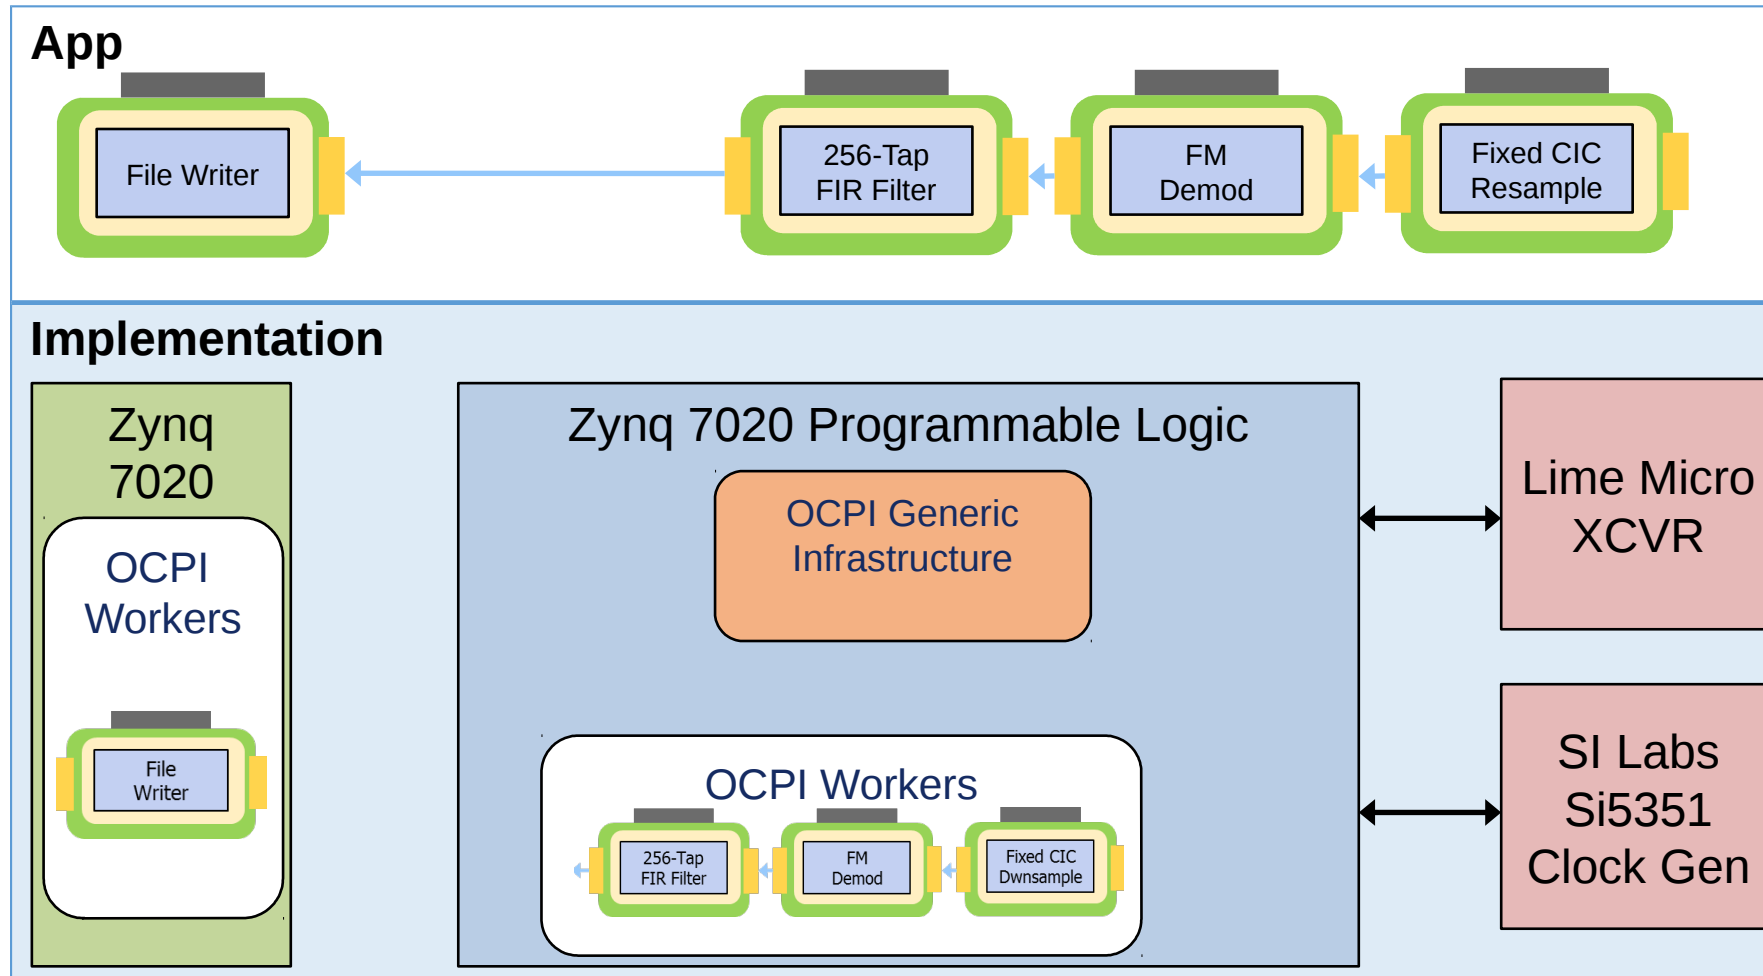 App
File Writer
256-Tap
FIR Filter
FM
Demod
Fixed CIC
Resample
Implementation
Zynq
7020
OCPI
Workers
File
Writer
Zynq 7020 Programmable Logic
OCPI Generic
Infrastructure
OCPI Workers
256-Tap
FIR Filter
FM
Demod
Fixed CIC
Dwnsample
Lime Micro
XCVR
SI Labs
Si5351
Clock Gen